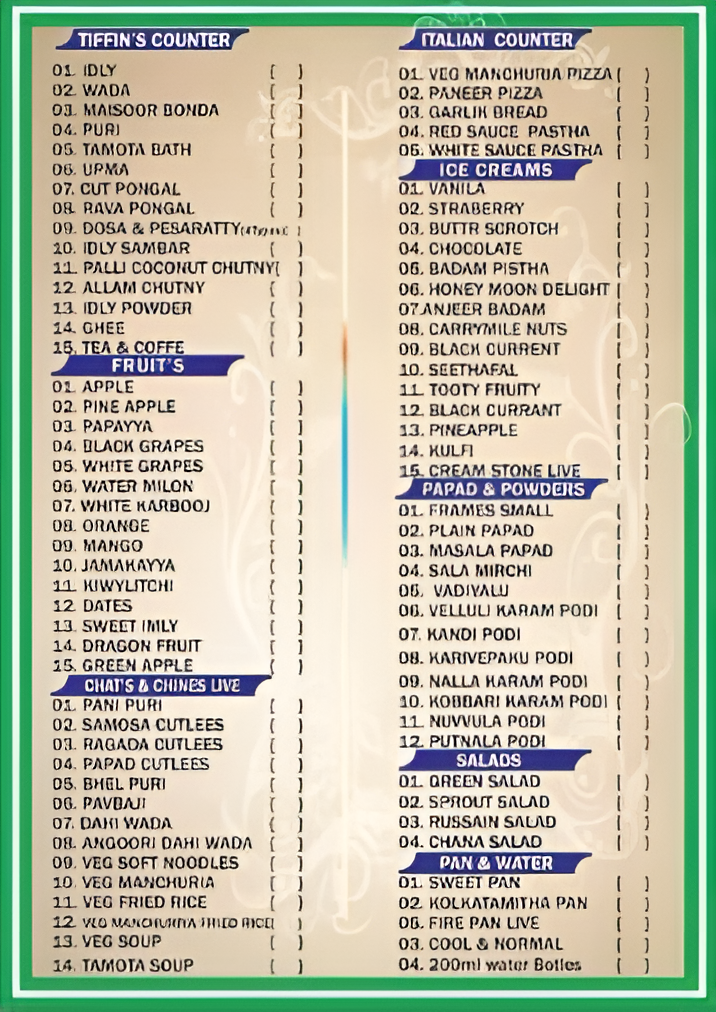 TIFFIN'S COUNTER
01. IDLY ( )
02. WADA ( )
03. MAISOOR BONDA ( )
04. PURI ( )
05. TAMOTA BATH ( )
06. UPMA ( )
07. CUT PONGAL ( )
08. RAVA PONGAL ( )
09. DOSA & PESARATTY ( )
10. IDLY SAMBAR ( )
11. PALLI COCONUT CHUTNY( )
12. ALLAM CHUTNY ( )
13. IDLY POWDER ( )
14. GHEE ( )
15. TEA & COFFE ( )
FRUIT'S
01. APPLE ( )
02. PINE APPLE ( )
03. PAPAYYA ( )
04. BLACK GRAPES ( )
05. WHITE GRAPES ( )
06. WATER MILON ( )
07. WHITE KARBOOJ ( )
08. ORANGE ( )
09. MANGO ( )
10. JAMAKAYYA ( )
11. KIWYLITCHI ( )
12. DATES ( )
13. SWEET IMLY ( )
14. DRAGON FRUIT ( )
15. GREEN APPLE ( )
CHAT'S & CHINES LIVE
01. PANI PURI ( )
02. SAMOSA CUTLEES ( )
03. RAGADA CUTLEES ( )
04. PAPAD CUTLEES ( )
05. BHEL PURI ( )
06. PAVBAJI ( )
07. DAHI WADA ( )
08. ANGOORI DAHI WADA ( )
09. VEG SOFT NOODLES ( )
10. VEG MANCHURIA ( )
11. VEG FRIED RICE ( )
12. VEG MANCHURIYA FRIED RICE( )
13. VEG SOUP ( )
14. TAMOTA SOUP ( )
ITALIAN COUNTER
01. VEG MANCHURIA PIZZA ( )
02. PANEER PIZZA ( )
03. GARLIK BREAD ( )
04. RED SAUCE PASTHA ( )
05. WHITE SAUCE PASTHA ( )
ICE CREAMS
01. VANILA ( )
02. STRABERRY ( )
03. BUTTR SCROTCH ( )
04. CHOCOLATE ( )
05. BADAM PISTHA ( )
06. HONEY MOON DELIGHT ( )
07.ANJEER BADAM ( )
08. CARRYMILE NUTS ( )
09. BLACK CURRENT ( )
10. SEETHAFAL ( )
11. TOOTY FRUITY ( )
12. BLACK CURRANT ( )
13. PINEAPPLE ( )
14. KULFI ( )
15. CREAM STONE LIVE ( )
PAPAD & POWDERS
01. FRAMES SMALL ( )
02. PLAIN PAPAD ( )
03. MASALA PAPAD ( )
04. SALA MIRCHI ( )
05. VADIYALU ( )
06. VELLULI KARAM PODI ( )
07. KANDI PODI ( )
08. KARIVEPAKU PODI ( )
09. NALLA KARAM PODI ( )
10. KOBBARI KARAM PODI ( )
11. NUVVULA PODI ( )
12. PUTNALA PODI ( )
SALADS
01. GREEN SALAD ( )
02. SPROUT SALAD ( )
03. RUSSAIN SALAD ( )
04. CHANA SALAD ( )
PAN & WATER
01. SWEET PAN ( )
02. KOLKATAMITHA PAN ( )
05. FIRE PAN LIVE ( )
03. COOL & NORMAL ( )
04. 200ml water Botles ( )